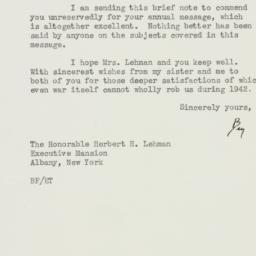 I am sending this brief note to commend
you unreservedly for your annual message, which
is altogether excellent. Nothing better has been
said by anyone on the subjects covered in this
message.
I hope Mrs. Lehman and you keep well.
With sincerest wishes from my sister and me to
both of you for those deeper satisfactions of whic
even war itself cannot wholly rob us during 1942.
Sincerely yours,
The Honorable Herbert H. Lehman
Executive Mansion
Albany, New York
BF/ET